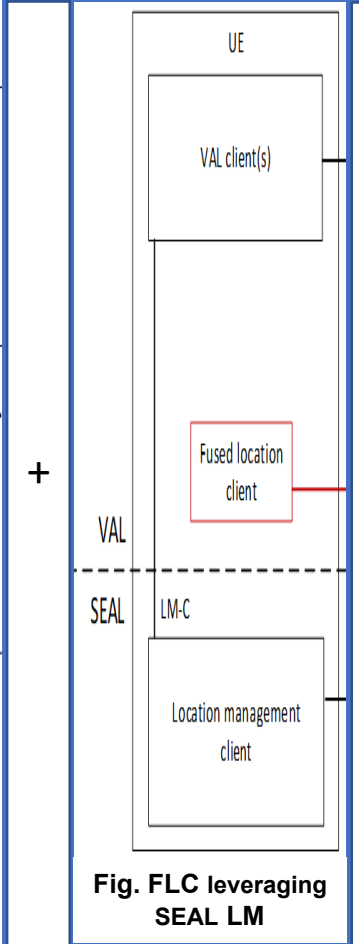 UE
VAL client(s)
+
Fused location
client
VAL
SEAL
LM-C
Location management
client
Fig. FLC leveraging
SEAL LM